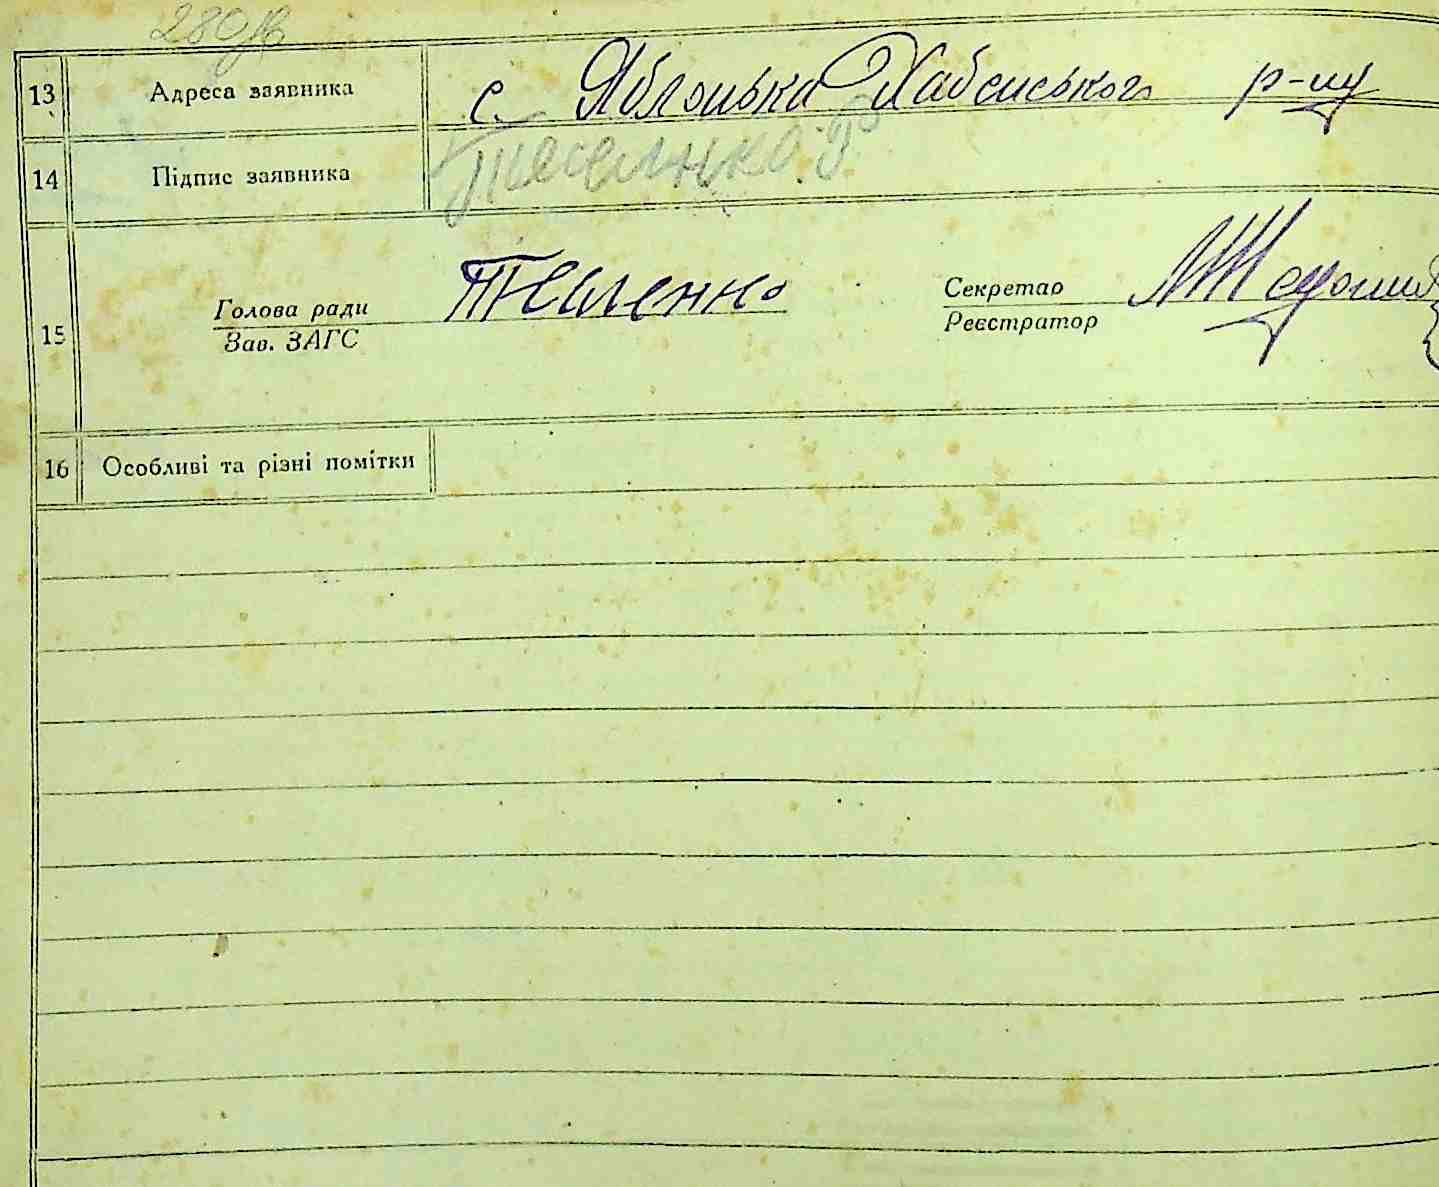 280
13 Адреса заявника с. Яблонька Хабенського р-ну
14 Підпис заявника
15 Голова ради Секретар
Зав. ЗАГС Реєстратор
16 Особливі та різні помітки